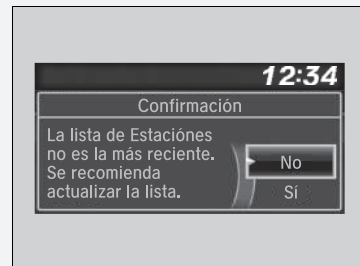 12:34
Confirmación
La lista de Estaciónes
no es la más reciente.
Se recomienda
actualizar la lista.
No
Sí